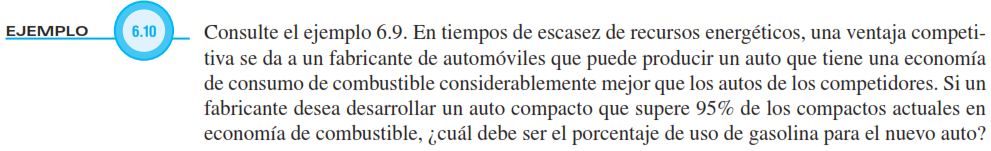 EJEMPLO 6.10 Consulte el ejemplo 6.9. En tiempos de escasez de recursos energéticos, una ventaja competi-
tiva se da a un fabricante de automóviles que puede producir un auto que tiene una economía
de consumo de combustible considerablemente mejor que los autos de los competidores. Si un
fabricante desea desarrollar un auto compacto que supere 95% de los compactos actuales en
economía de combustible, ¿cuál debe ser el porcentaje de uso de gasolina para el nuevo auto?